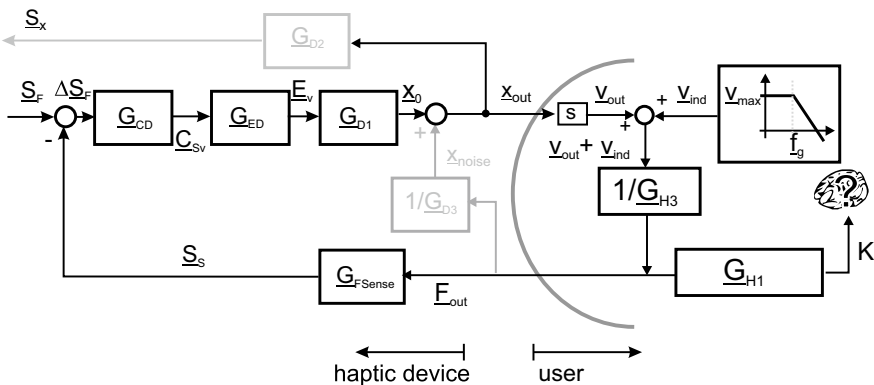 S_x
G_D2
S_F ΔS_F
G_CD
C_Sv
G_ED
E_v
G_D1
x_0
x_out
s
v_out
v_ind
v_max
f_g
+
+
+
-
x_noise
v_out + v_ind
1/G_D3
1/G_H3
?
S_S
G_FSense
F_out
G_H1
K
haptic device
user